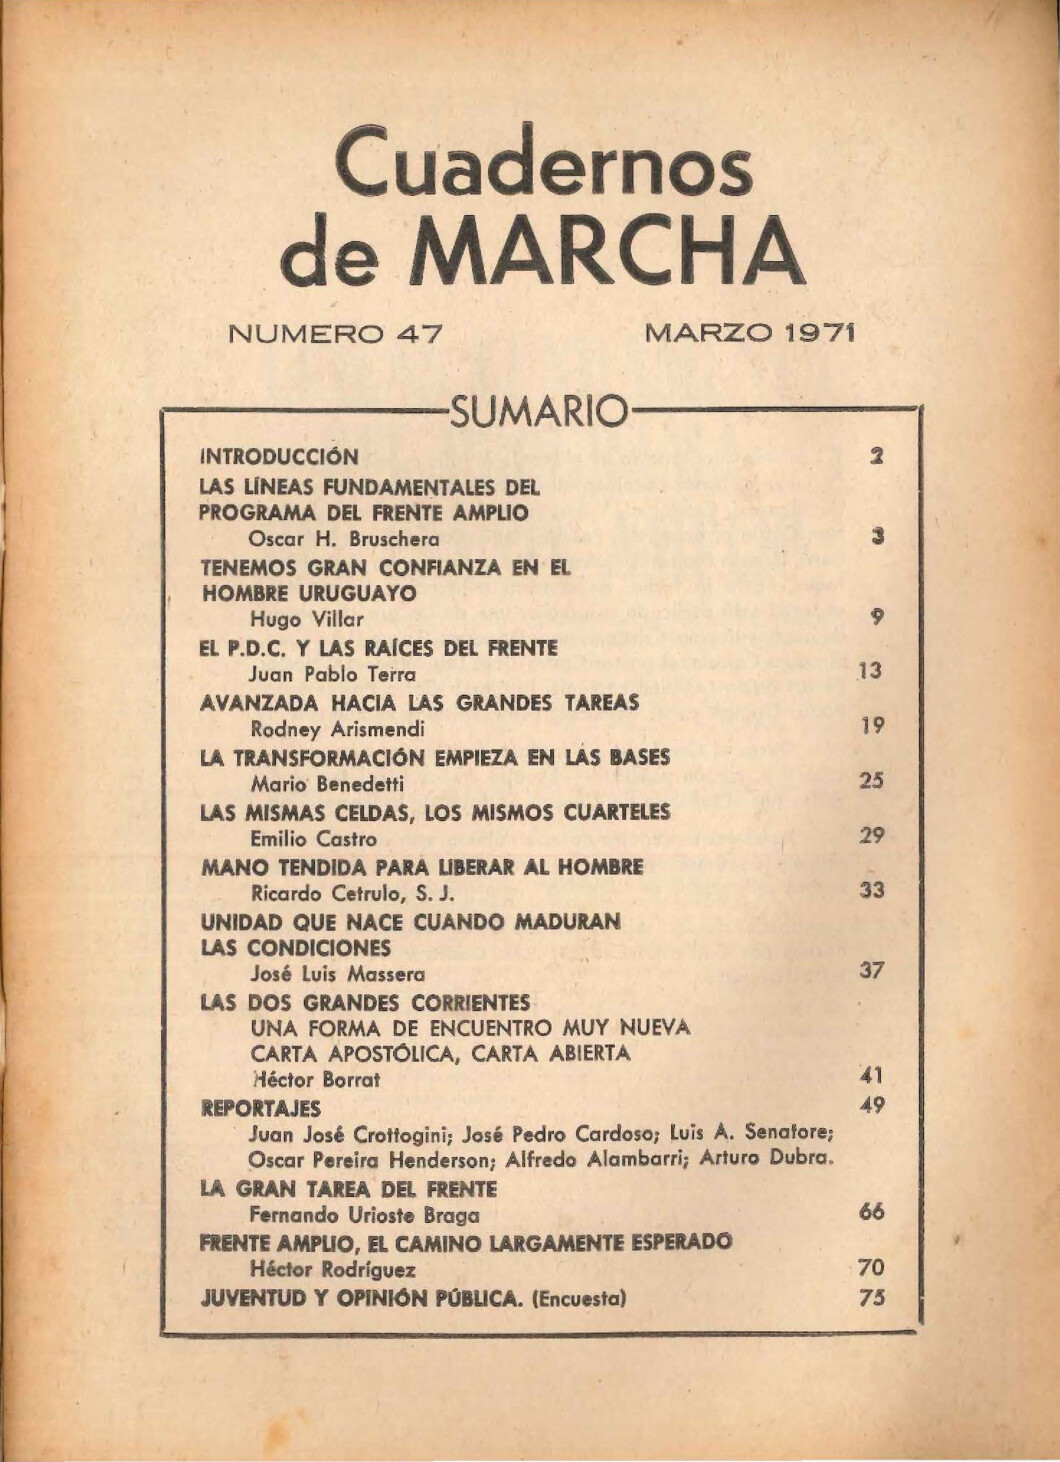 Cuadernos
de MARCHA
NUMERO 47 MARZO 1971
SUMARIO
INTRODUCCIÓN 2
LAS LÍNEAS FUNDAMENTALES DEL
PROGRAMA DEL FRENTE AMPLIO
Oscar H. Bruschera 3
TENEMOS GRAN CONFIANZA EN EL
HOMBRE URUGUAYO
Hugo Villar 9
EL P.D.C. Y LAS RAÍCES DEL FRENTE
Juan Pablo Terra 13
AVANZADA HACIA LAS GRANDES TAREAS
Rodney Arismendi 19
LA TRANSFORMACIÓN EMPIEZA EN LAS BASES
Mario Benedetti 25
LAS MISMAS CELDAS, LOS MISMOS CUARTELES
Emilio Castro 29
MANO TENDIDA PARA LIBERAR AL HOMBRE
Ricardo Cetrulo, S. J. 33
UNIDAD QUE NACE CUANDO MADURAN
LAS CONDICIONES
José Luis Massera 37
LAS DOS GRANDES CORRIENTES
UNA FORMA DE ENCUENTRO MUY NUEVA
CARTA APOSTÓLICA, CARTA ABIERTA
Héctor Borrat 41
REPORTAJES 49
Juan José Crottogini; José Pedro Cardoso; Luis A. Senatore;
Oscar Pereira Henderson; Alfredo Alambarri; Arturo Dubra.
LA GRAN TAREA DEL FRENTE
Fernando Urioste Braga 66
FRENTE AMPLIO, EL CAMINO LARGAMENTE ESPERADO
Héctor Rodríguez 70
JUVENTUD Y OPINIÓN PÚBLICA. (Encuesta) 75